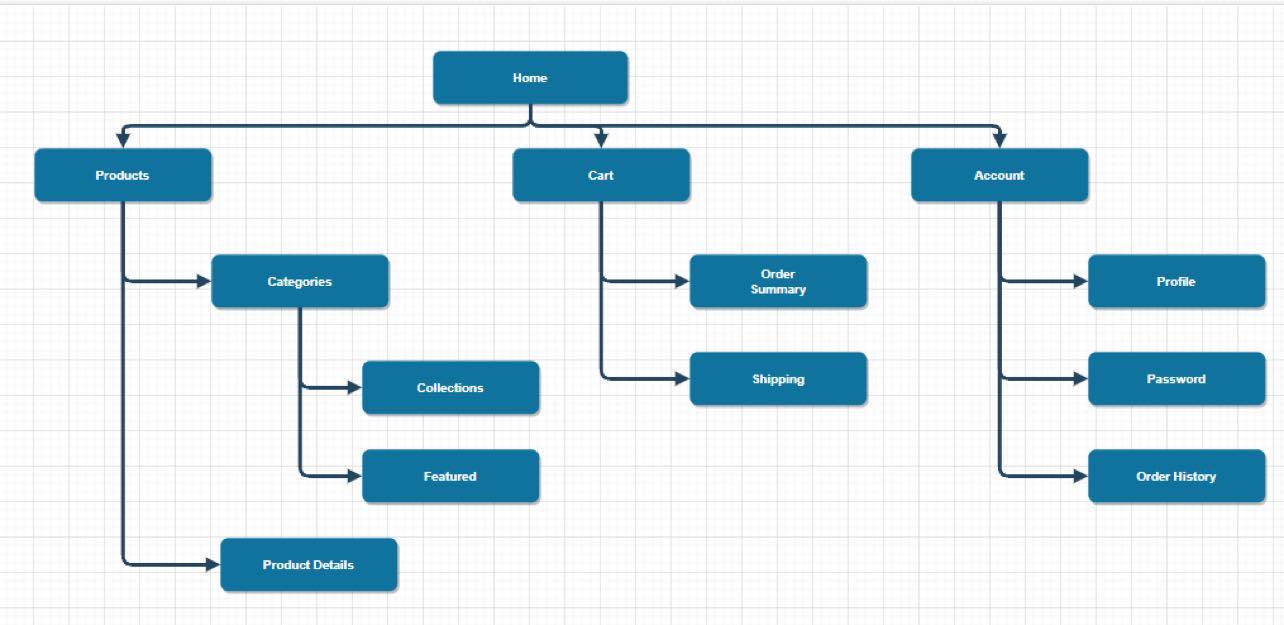 Home
Products
Cart
Account
Categories
Order
Summary
Profile
Collections
Shipping
Password
Featured
Order History
Product Details